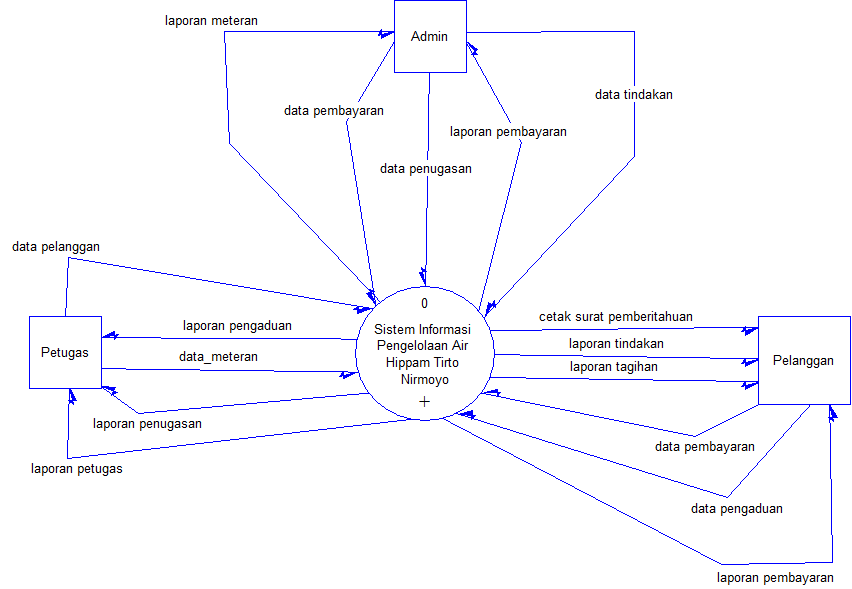 laporan meteran
Admin
data pembayaran
data tindakan
laporan pembayaran
data penugasan
data pelanggan
0
Sistem Informasi
Pengelolaan Air
Hippam Tirto
Nirmoyo
+
laporan pengaduan
Petugas
data_meteran
laporan penugasan
laporan petugas
cetak surat pemberitahuan
laporan tindakan
Pelanggan
laporan tagihan
data pembayaran
data pengaduan
laporan pembayaran